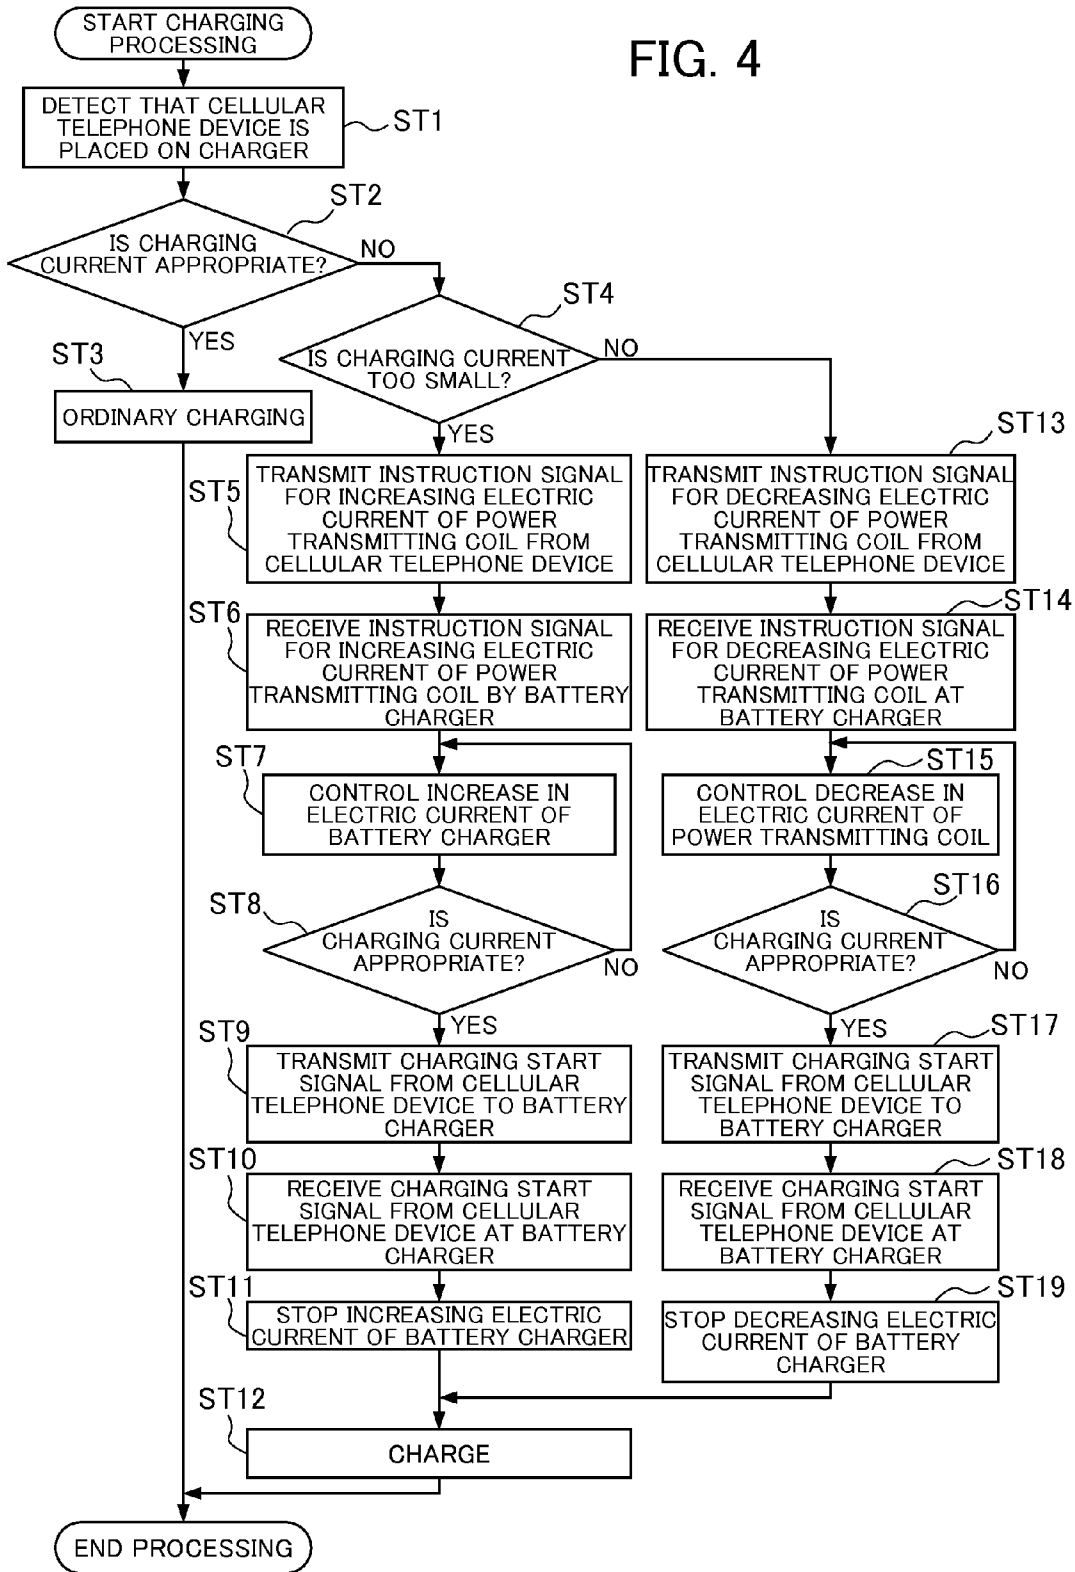 START CHARGING
PROCESSING
FIG. 4
DETECT THAT CELLULAR
TELEPHONE DEVICE IS
PLACED ON CHARGER
ST1
ST2
IS CHARGING
CURRENT APPROPRIATE?
NO
YES
ST3
ORDINARY CHARGING
ST4
IS CHARGING CURRENT
TOO SMALL?
NO
YES
ST5
TRANSMIT INSTRUCTION SIGNAL
FOR INCREASING ELECTRIC
CURRENT OF POWER
TRANSMITTING COIL FROM
CELLULAR TELEPHONE DEVICE
ST6
RECEIVE INSTRUCTION SIGNAL
FOR INCREASING ELECTRIC
CURRENT OF POWER
TRANSMITTING COIL BY BATTERY
CHARGER
ST7
CONTROL INCREASE IN
ELECTRIC CURRENT OF
BATTERY CHARGER
ST8
IS
CHARGING CURRENT
APPROPRIATE?
NO
YES
ST9
TRANSMIT CHARGING START
SIGNAL FROM CELLULAR
TELEPHONE DEVICE TO BATTERY
CHARGER
ST10
RECEIVE CHARGING START
SIGNAL FROM CELLULAR
TELEPHONE DEVICE AT BATTERY
CHARGER
ST11
STOP INCREASING ELECTRIC
CURRENT OF BATTERY CHARGER
ST13
TRANSMIT INSTRUCTION SIGNAL
FOR DECREASING ELECTRIC
CURRENT OF POWER
TRANSMITTING COIL FROM
CELLULAR TELEPHONE DEVICE
ST14
RECEIVE INSTRUCTION SIGNAL
FOR DECREASING ELECTRIC
CURRENT OF POWER
TRANSMITTING COIL AT
BATTERY CHARGER
ST15
CONTROL DECREASE IN
ELECTRIC CURRENT OF
POWER TRANSMITTING COIL
ST16
IS
CHARGING CURRENT
APPROPRIATE?
NO
YES
ST17
TRANSMIT CHARGING START
SIGNAL FROM CELLULAR
TELEPHONE DEVICE TO
BATTERY CHARGER
ST18
RECEIVE CHARGING START
SIGNAL FROM CELLULAR
TELEPHONE DEVICE AT
BATTERY CHARGER
ST19
STOP DECREASING ELECTRIC
CURRENT OF BATTERY
CHARGER
ST12
CHARGE
END PROCESSING